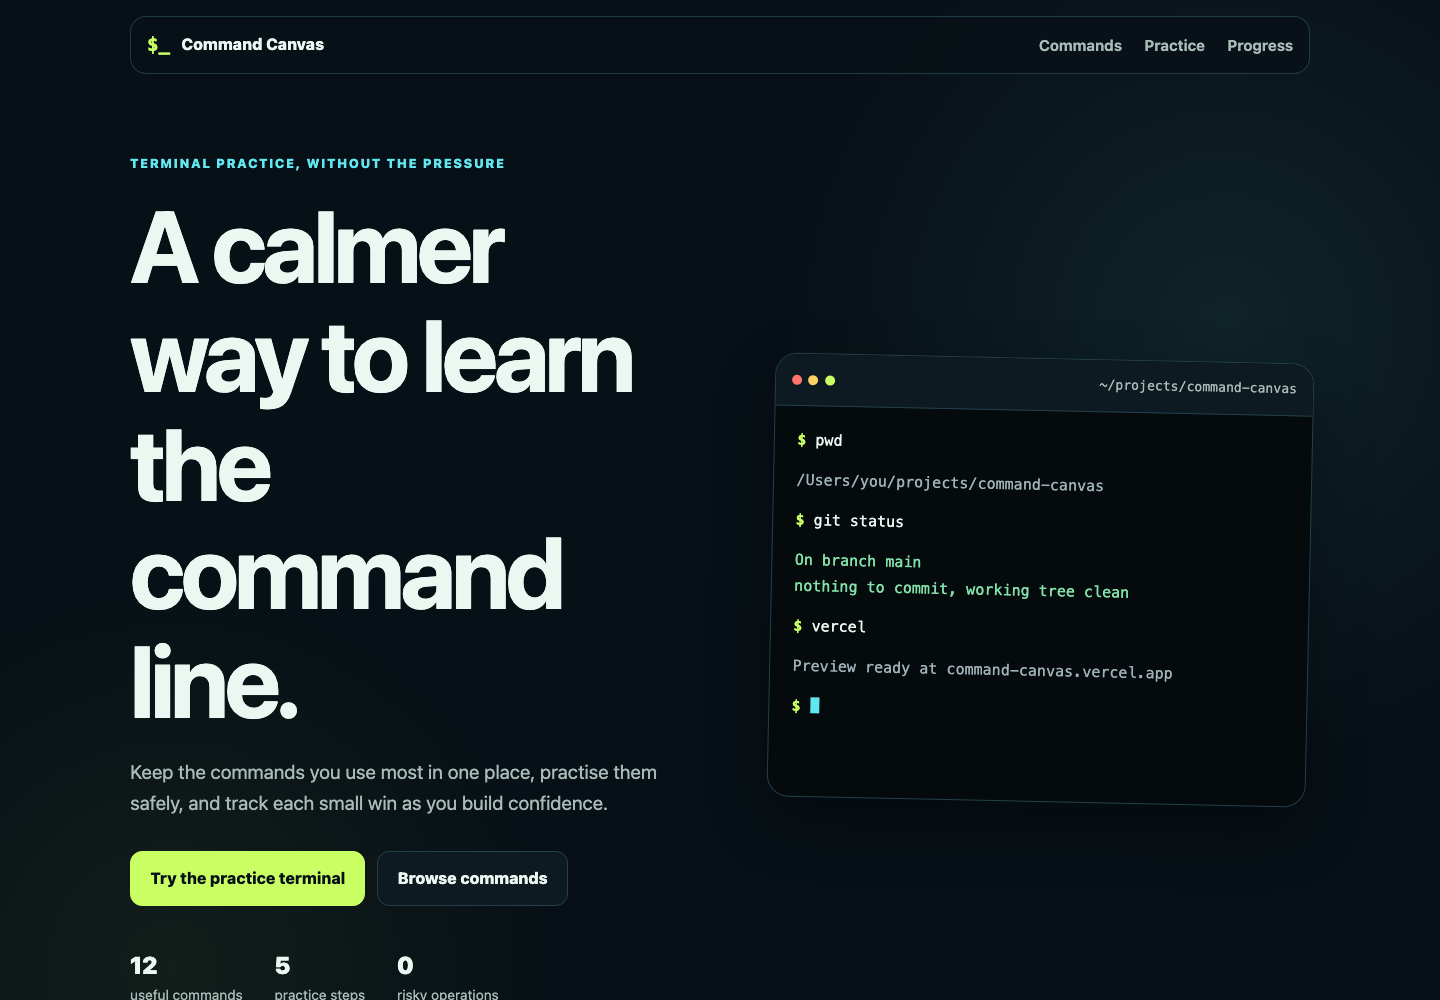 $_ Command Canvas
Commands Practice Progress
TERMINAL PRACTICE, WITHOUT THE PRESSURE
A calmer
way to learn
the
command
line.
Keep the commands you use most in one place, practise them
safely, and track each small win as you build confidence.
Try the practice terminal
Browse commands
12
useful commands
5
practice steps
0
risky operations
~/projects/command-canvas
$ pwd
/Users/you/projects/command-canvas
$ git status
On branch main
nothing to commit, working tree clean
$ vercel
Preview ready at command-canvas.vercel.app
$